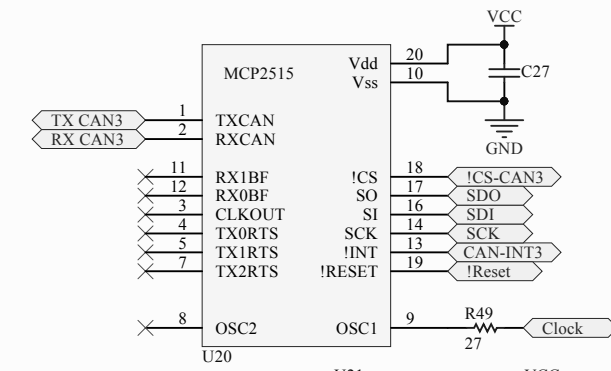 VCC
MCP2515 Vdd 20
Vss 10 C27
TX CAN3 1 TXCAN
RX CAN3 2 RXCAN
GND
11 RX1BF !CS 18 !CS-CAN3
12 RX0BF SO 17 SDO
3 CLKOUT SI 16 SDI
4 TX0RTS SCK 14 SCK
5 TX1RTS !INT 13 CAN-INT3
7 TX2RTS !RESET 19 !Reset
R49
8 OSC2 OSC1 9 Clock
27
U20